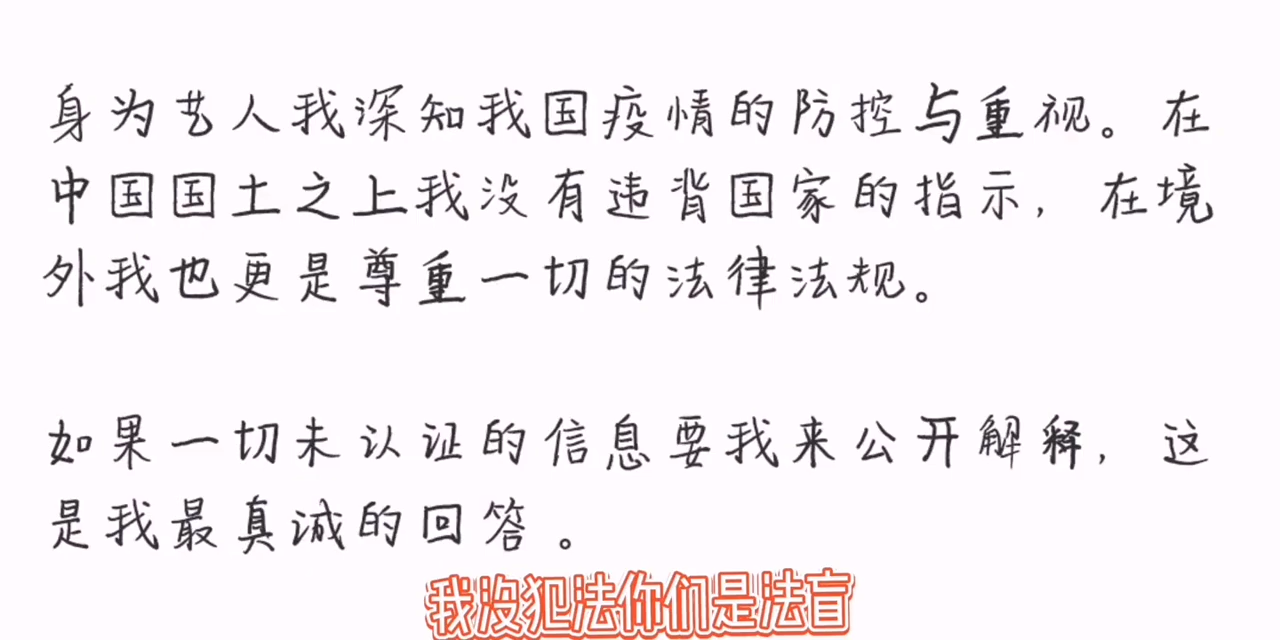 身为艺人我深知我国疫情的防控与重视。在
中国国土之上我没有违背国家的指示，在境
外我也更是尊重一切的法律法规。
如果一切未认证的信息要我来公开解释，这
是我最真诚的回答。
我没犯法你们是法盲